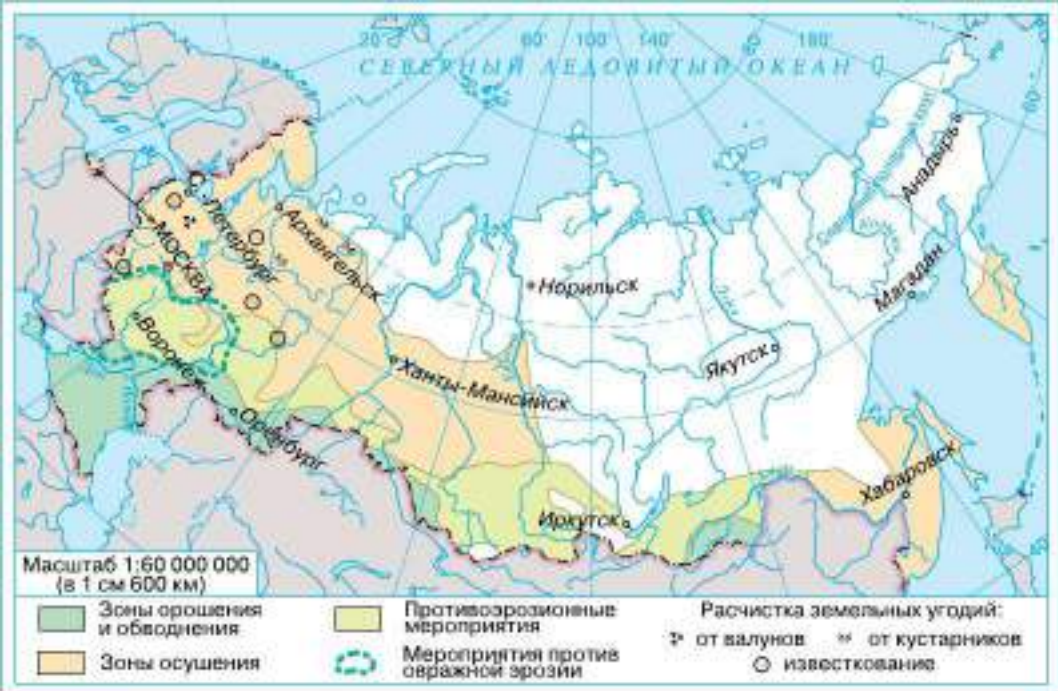 20° 60° 100° 140° 180°
СЕВЕРНЫЙ ЛЕДОВИТЫЙ ОКЕАН
60°
Анадырь
С.-Петербург
Архангельск
МОСКВА
Норильск
Магадан
Воронеж
Якутск
Ханты-Мансийск
Оренбург
Хабаровск
Иркутск
Масштаб 1:60 000 000
(в 1 см 600 км)
Зоны орошения
и обводнения
Зоны осушения
Противоэрозионные
мероприятия
Мероприятия против
овражной эрозии
Расчистка земельных угодий:
от валунов от кустарников
известкование